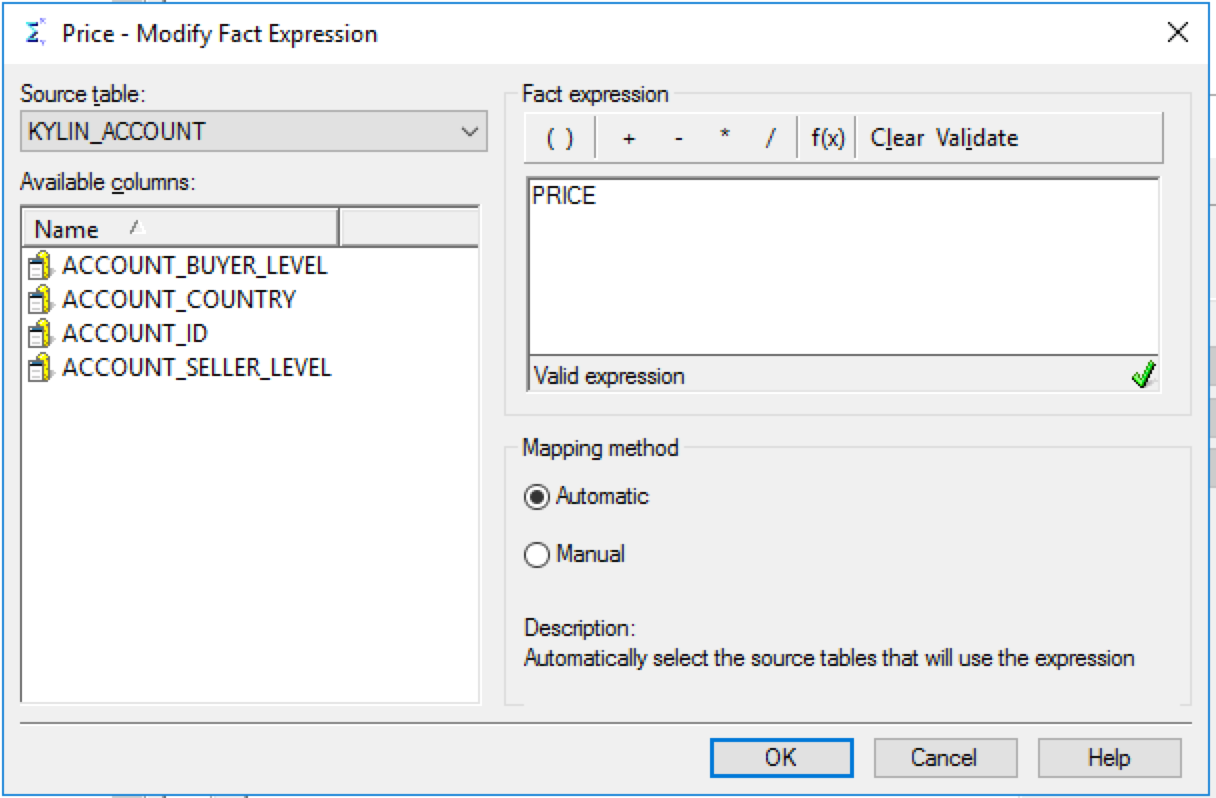 Price - Modify Fact Expression
Source table:
KYLIN_ACCOUNT
Available columns:
Name
ACCOUNT_BUYER_LEVEL
ACCOUNT_COUNTRY
ACCOUNT_ID
ACCOUNT_SELLER_LEVEL
Fact expression
( ) + - * / f(x) Clear Validate
PRICE
Valid expression
Mapping method
Automatic
Manual
Description:
Automatically select the source tables that will use the expression
OK Cancel Help